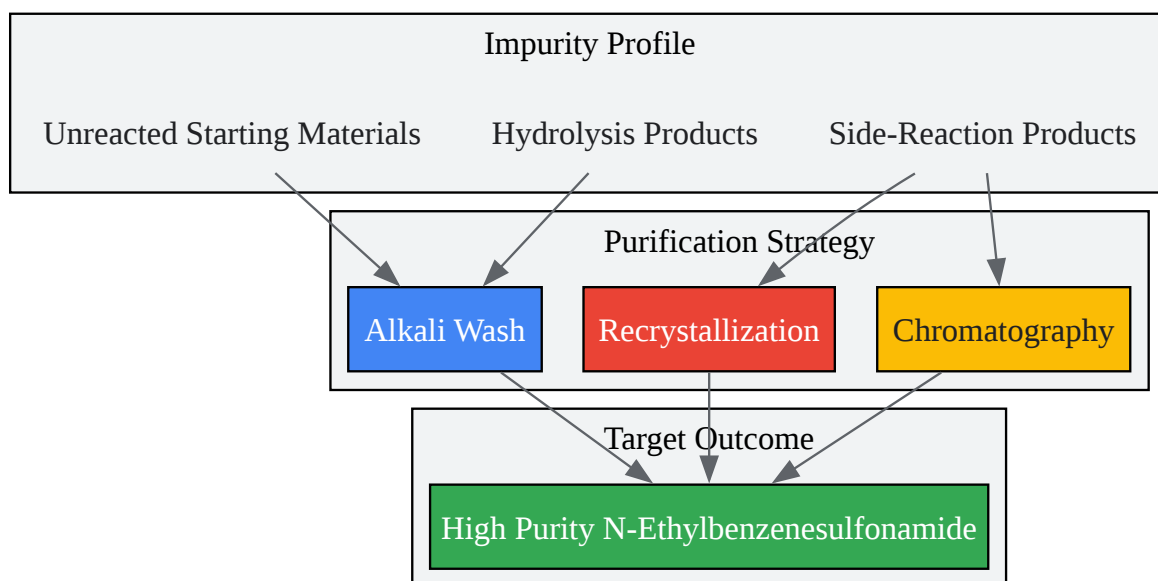 Impurity Profile
Unreacted Starting Materials
Hydrolysis Products
Side-Reaction Products
Purification Strategy
Alkali Wash
Recrystallization
Chromatography
Target Outcome
High Purity N-Ethylbenzenesulfonamide